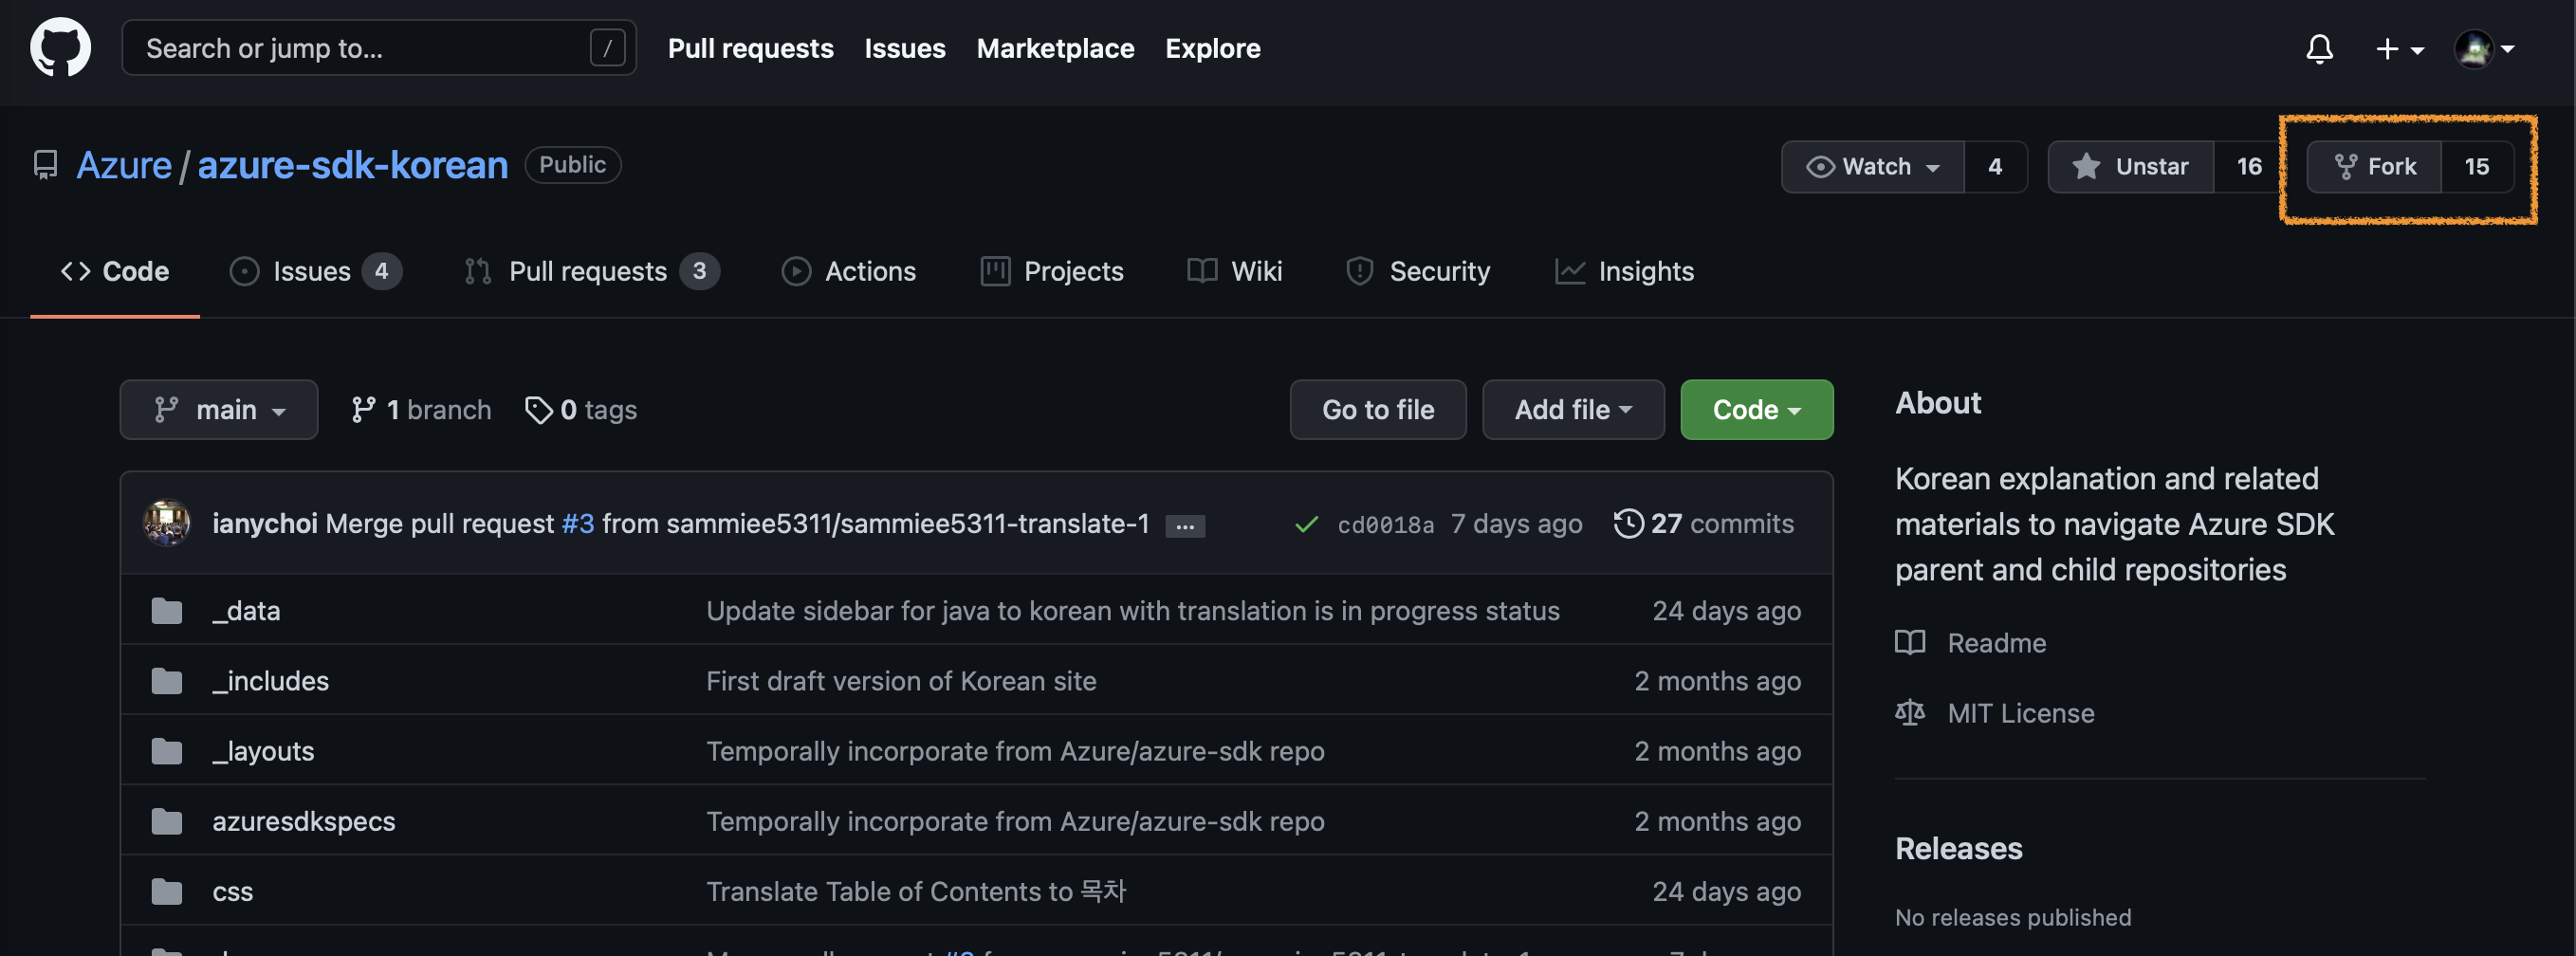 Search or jump to... / Pull requests Issues Marketplace Explore
Azure / azure-sdk-korean Public Watch 4 Unstar 16 Fork 15
Code Issues 4 Pull requests 3 Actions Projects Wiki Security Insights
main 1 branch 0 tags Go to file Add file Code
ianychoi Merge pull request #3 from sammiee5311/sammiee5311-translate-1 ... cd0018a 7 days ago 27 commits
_data Update sidebar for java to korean with translation is in progress status 24 days ago
_includes First draft version of Korean site 2 months ago
_layouts Temporally incorporate from Azure/azure-sdk repo 2 months ago
azuresdkspecs Temporally incorporate from Azure/azure-sdk repo 2 months ago
css Translate Table of Contents to 목차 24 days ago
About
Korean explanation and related
materials to navigate Azure SDK
parent and child repositories
Readme
MIT License
Releases
No releases published